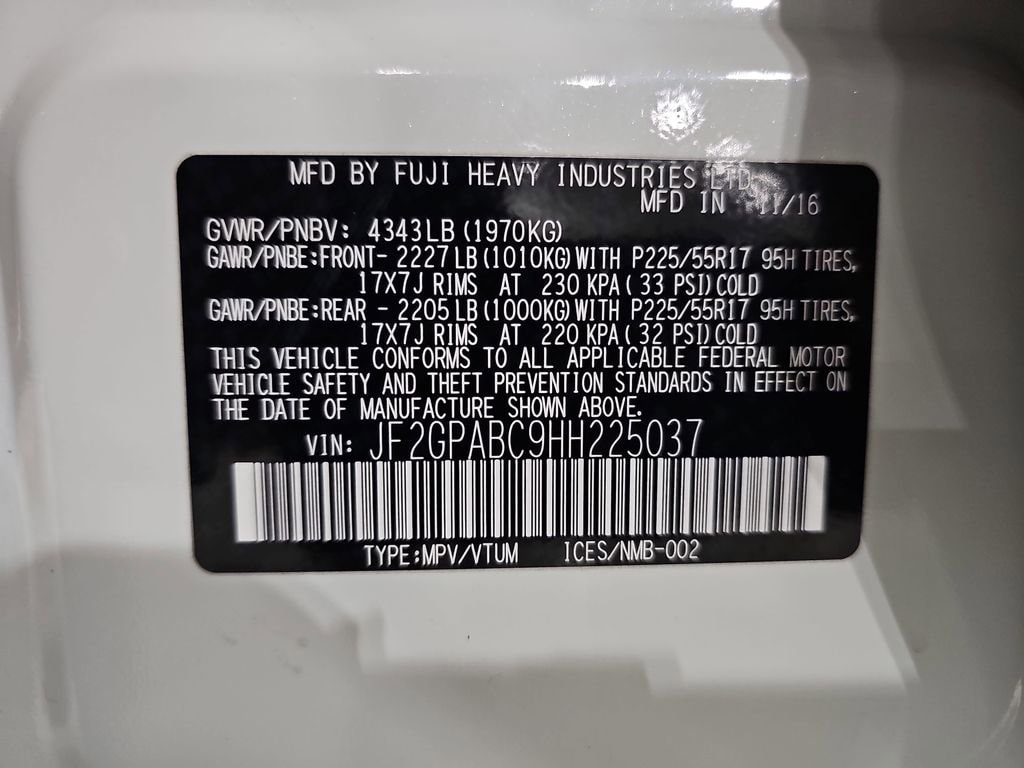 MFD BY FUJI HEAVY INDUSTRIES LTD.
MFD IN 11/16
GVWR/PNBV: 4343LB (1970KG)
GAWR/PNBE:FRONT- 2227LB (1010KG) WITH P225/55R17 95H TIRES,
17X7J RIMS AT 230 KPA (33 PSI) COLD
GAWR/PNBE:REAR - 2205LB (1000KG) WITH P225/55R17 95H TIRES,
17X7J RIMS AT 220 KPA (32 PSI) COLD
THIS VEHICLE CONFORMS TO ALL APPLICABLE FEDERAL MOTOR
VEHICLE SAFETY AND THEFT PREVENTION STANDARDS IN EFFECT ON
THE DATE OF MANUFACTURE SHOWN ABOVE.
VIN: JF2GPABC9HH225037
TYPE:MPV/VTUM ICES/NMB-002